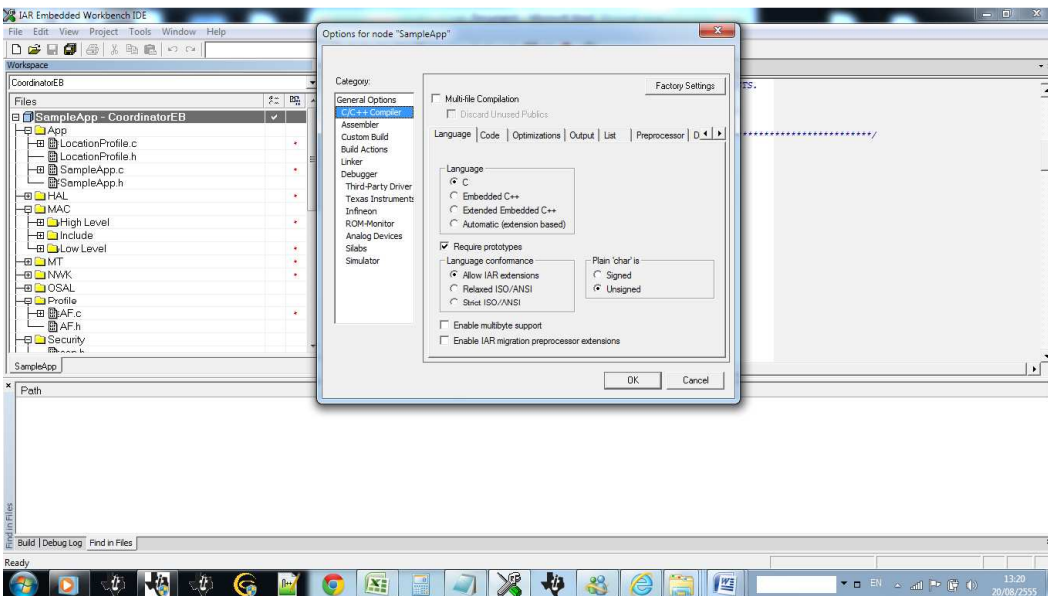 IAR Embedded Workbench IDE
File Edit View Project Tools Window Help
Workspace
CoordinatorEB
Files
SampleApp - CoordinatorEB
App
LocationProfile.c
LocationProfile.h
SampleApp.c
SampleApp.h
HAL
MAC
High Level
Include
Low Level
MT
NWK
OSAL
Profile
AF.c
AF.h
Security
SampleApp
TS.
************************/
Options for node "SampleApp"
Category:
General Options
C/C++ Compiler
Assembler
Custom Build
Build Actions
Linker
Debugger
Third-Party Driver
Texas Instruments
Infineon
ROM-Monitor
Analog Devices
Silabs
Simulator
Factory Settings
Multi-file Compilation
Discard Unused Publics
Language Code Optimizations Output List Preprocessor D
Language
C
Embedded C++
Extended Embedded C++
Automatic (extension based)
Require prototypes
Language conformance
Allow IAR extensions
Relaxed ISO/ANSI
Strict ISO/ANSI
Plain 'char' is
Signed
Unsigned
Enable multibyte support
Enable IAR migration preprocessor extensions
OK Cancel
Path
Find in Files
Build Debug Log Find in Files
Ready
EN
13:20
20/08/2555